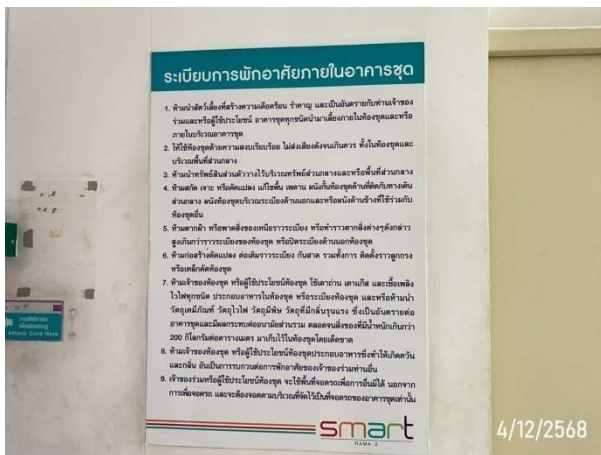 ระเบียบการพักอาศัยภายในอาคารชุด
1. ห้ามนำสัตว์เลี้ยงที่สร้างความเดือดร้อน รำคาญ และเป็นอันตรายกับท่านเจ้าของ
ร่วมและหรือผู้ใช้ประโยชน์ อาคารชุดทุกชนิดนำมาเลี้ยงภายในห้องชุดและหรือ
ภายในบริเวณอาคารชุด
2. ให้ใช้ห้องชุดด้วยความสงบเรียบร้อย ไม่ส่งเสียงดังจนเกินควร ทั้งในห้องชุดและ
บริเวณพื้นที่ส่วนกลาง
3. ห้ามนำทรัพย์สินส่วนตัววางไว้บริเวณทรัพย์ส่วนกลางและหรือพื้นที่ส่วนกลาง
4. ห้ามสกัด เจาะ หรือดัดแปลง แก้ไขพื้น เพดาน ผนังกั้นห้องชุดด้านที่ติดกับทางเดิน
ส่วนกลาง ผนังห้องชุดบริเวณระเบียงด้านนอกและหรือผนังด้านข้างที่ใช้ร่วมกับ
ห้องชุดอื่น
5. ห้ามตากผ้า หรือพาดสิ่งของเหนือราวระเบียง หรือทำราวตากสิ่งต่างๆดังกล่าว
สูงเกินกว่าราวระเบียงของห้องชุด หรือปิดระเบียงด้านนอกห้องชุด
6. ห้ามก่อสร้างดัดแปลง ต่อเติมราวระเบียง กันสาด รวมทั้งการ ติดตั้งราวลูกกรง
หรือเหล็กดัดห้องชุด
7. ห้ามเจ้าของห้องชุด หรือผู้ใช้ประโยชน์ห้องชุด ใช้เตาถ่าน เตาแก๊ส และเชื้อเพลิง
ไวไฟทุกชนิด ประกอบอาหารในห้องชุด หรือระเบียงห้องชุด และหรือห้ามนำ
วัตถุเคมีภัณฑ์ วัตถุไวไฟ วัตถุมีพิษ วัตถุที่มีกลิ่นรุนแรง ซึ่งเป็นอันตรายต่อ
อาคารชุดและมีผลกระทบต่ออนามัยส่วนรวม ตลอดจนสิ่งของที่มีน้ำหนักเกินกว่า
200 กิโลกรัมต่อตารางเมตร มาเก็บไว้ในห้องชุดโดยเด็ดขาด
8. ห้ามเจ้าของห้องชุด หรือผู้ใช้ประโยชน์ห้องชุดประกอบอาหารซึ่งทำให้เกิดควัน
และกลิ่น อันเป็นการรบกวนต่อการพักอาศัยของเจ้าของร่วมท่านอื่น
9. เจ้าของร่วมหรือผู้ใช้ประโยชน์ห้องชุด จะใช้พื้นที่จอดรถเพื่อการอื่นมิได้ นอกจาก
การเพื่อจอดรถ และจะต้องจอดตามบริเวณที่จัดไว้เป็นที่จอดรถของอาคารชุดเท่านั้น
smart
RAMA 2
Attach Card Here
4/12/2568